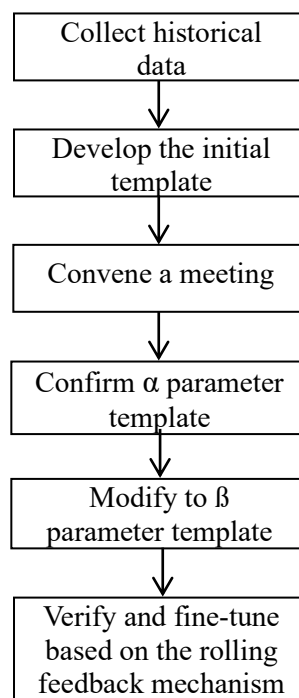 Collect historical
data
Develop the initial
template
Convene a meeting
Confirm α parameter
template
Modify to ß
parameter template
Verify and fine-tune
based on the rolling
feedback mechanism